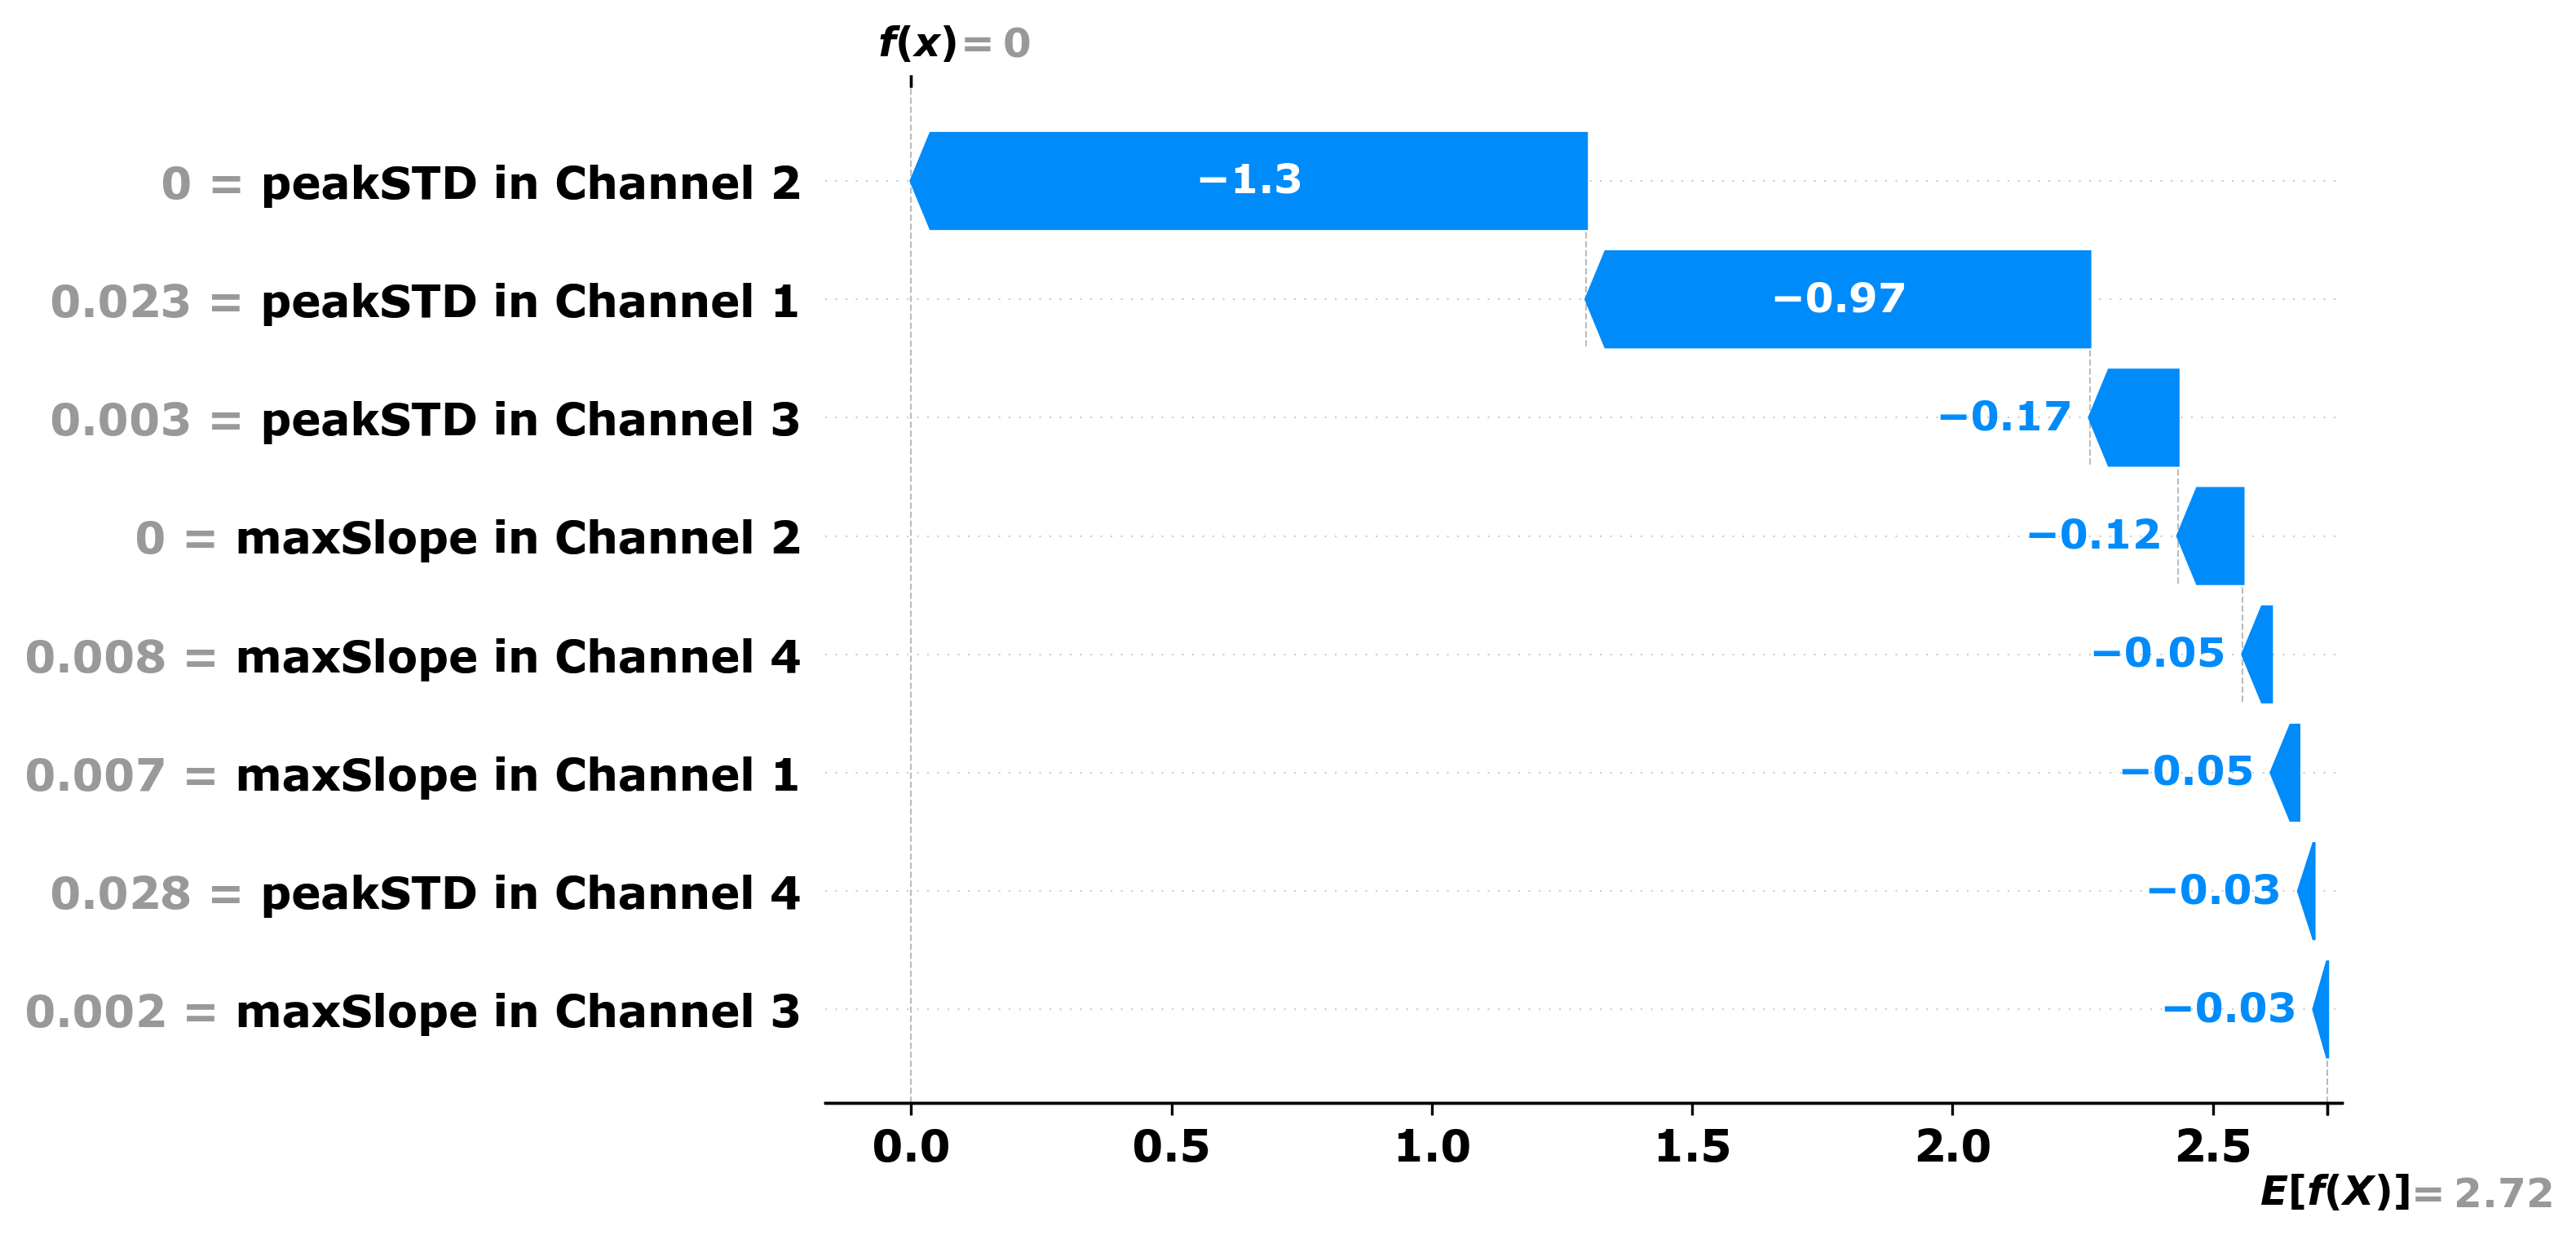 f(x) = 0
0 = peakSTD in Channel 2
−1.3
0.023 = peakSTD in Channel 1
−0.97
0.003 = peakSTD in Channel 3
−0.17
0 = maxSlope in Channel 2
−0.12
0.008 = maxSlope in Channel 4
−0.05
0.007 = maxSlope in Channel 1
−0.05
0.028 = peakSTD in Channel 4
−0.03
0.002 = maxSlope in Channel 3
−0.03
0.0 0.5 1.0 1.5 2.0 2.5
E[f(X)] = 2.72